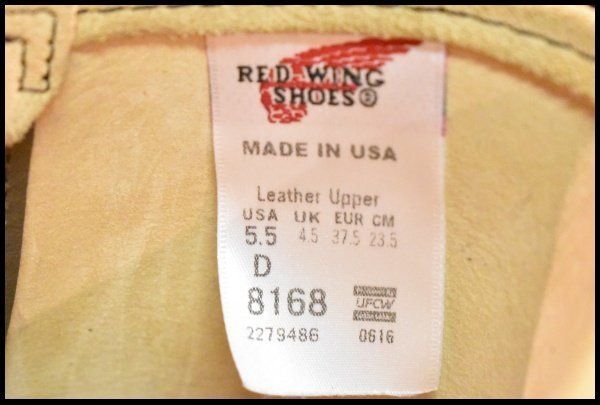 RED WING
SHOES®
MADE IN USA
Leather Upper
USA UK EUR CM
5.5 4.5 37.5 23.5
D
8168 UFCW
2279486 0616